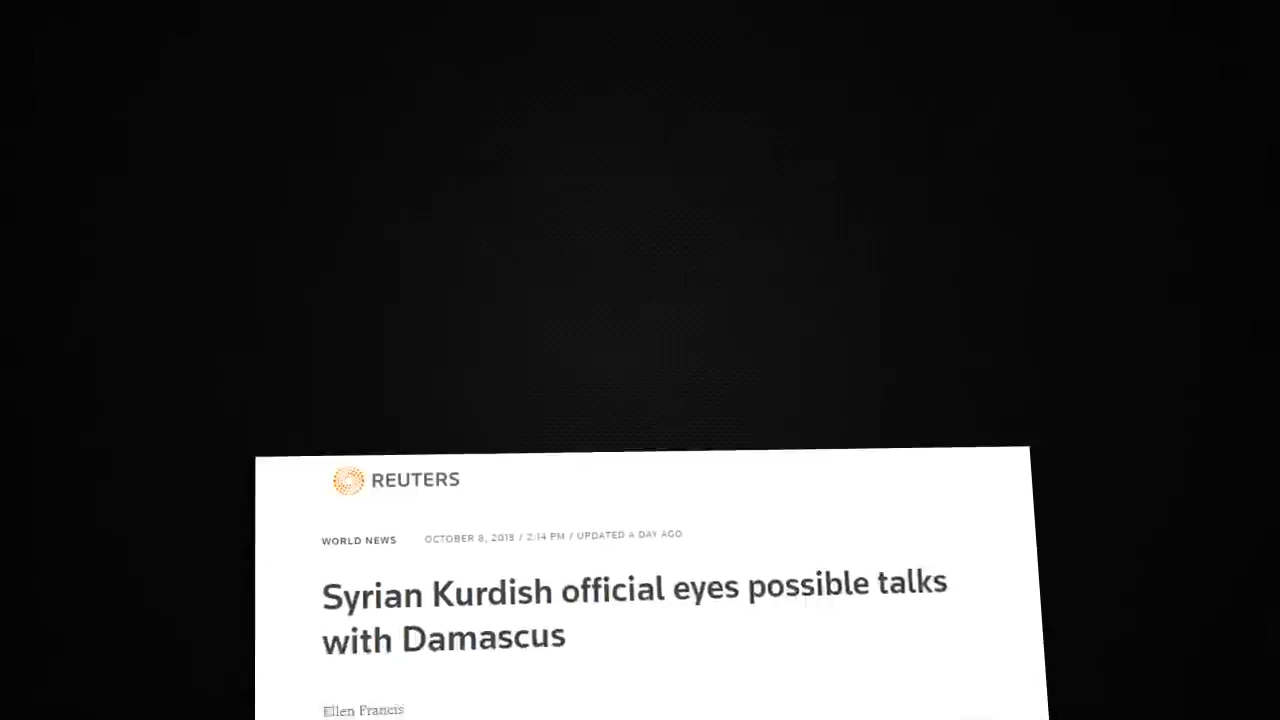 REUTERS
WORLD NEWS OCTOBER 8, 2019 / 2:14 PM / UPDATED A DAY AGO
Syrian Kurdish official eyes possible talks
with Damascus
Ellen Francis